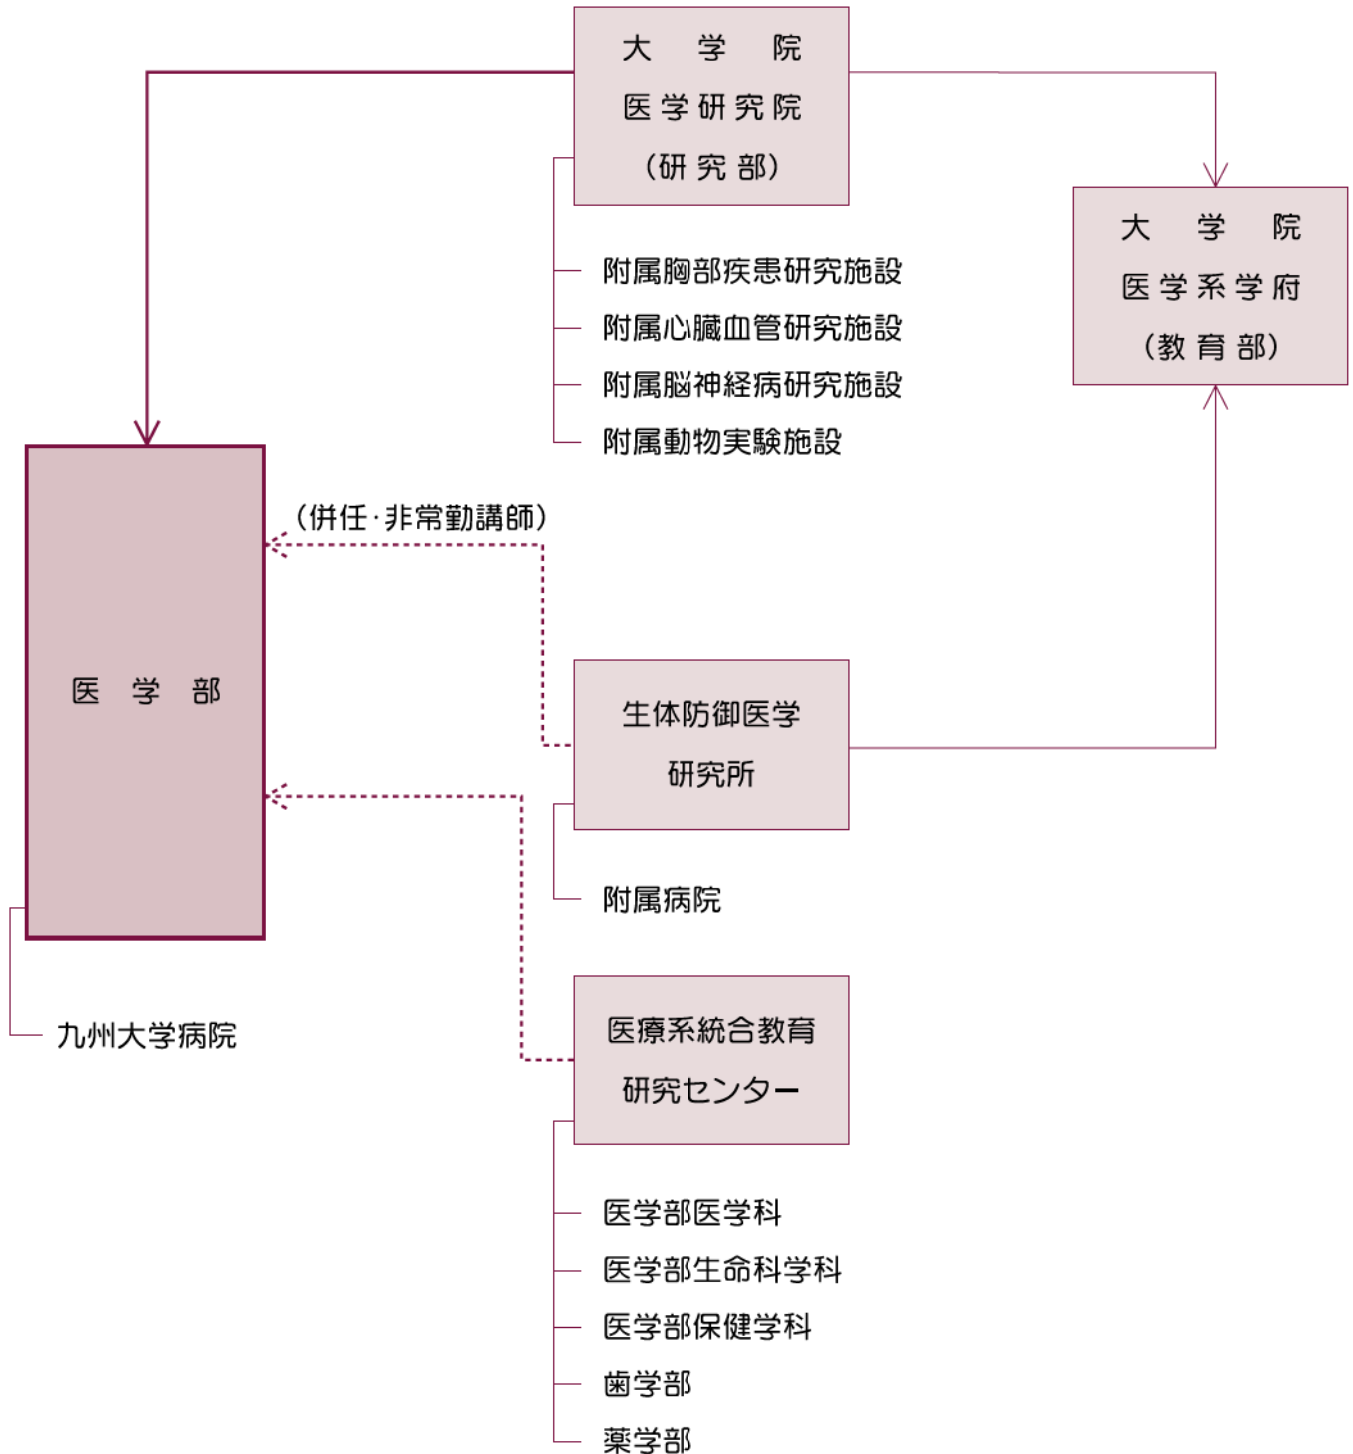 大学院
医学研究院
（研究部）
附属胸部疾患研究施設
附属心臓血管研究施設
附属脳神経病研究施設
附属動物実験施設
大学院
医学系学府
（教育部）
（併任・非常勤講師）
医学部
九州大学病院
生体防御医学
研究所
附属病院
医療系統合教育
研究センター
医学部医学科
医学部生命科学科
医学部保健学科
歯学部
薬学部